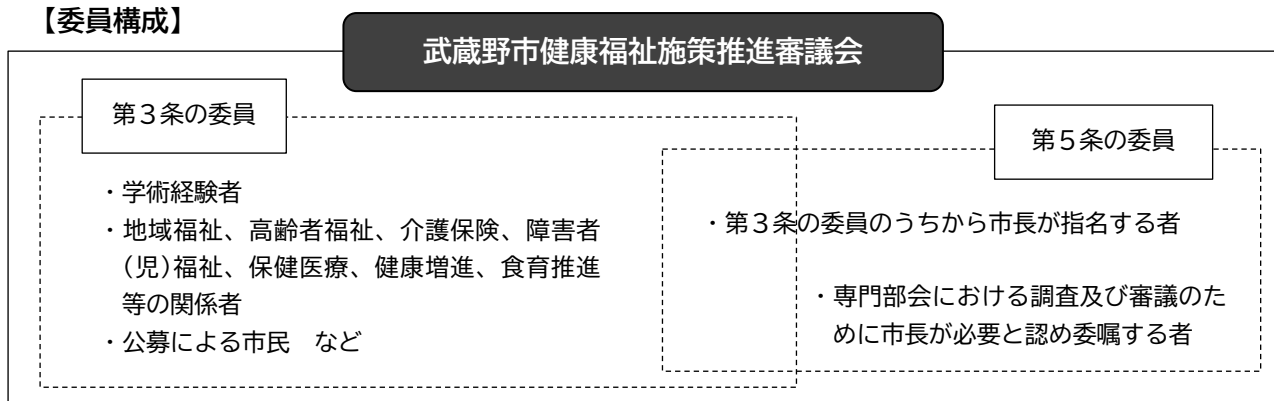 【委員構成】
武蔵野市健康福祉施策推進審議会
第３条の委員
・学術経験者
・地域福祉、高齢者福祉、介護保険、障害者
(児)福祉、保健医療、健康増進、食育推進
等の関係者
・公募による市民　など
第５条の委員
・第３条の委員のうちから市長が指名する者
・専門部会における調査及び審議のた
めに市長が必要と認め委嘱する者